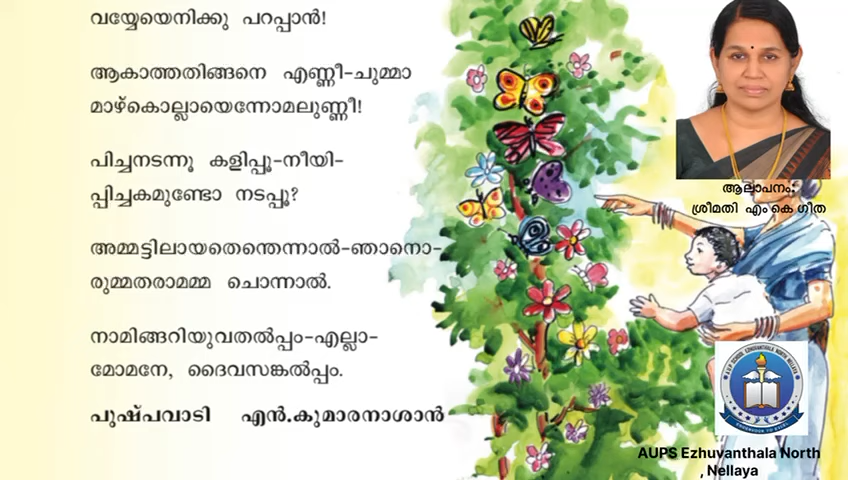 വയ്യേയെനിക്കു പറപ്പാൻ!
ആകാത്തതിങ്ങനെ എണ്ണീ-ചുമ്മാ
മാഴ്കൊല്ലായെന്നോമലുണ്ണീ!
പിച്ചനടന്നൂ കളിപ്പൂ-നീയി-
പ്പിച്ചകമുണ്ടോ നടപ്പൂ?
അമ്മട്ടിലായതെന്തെന്നാൽ-ഞാനൊ-
രുമ്മതരാമമ്മ ചൊന്നാൽ.
നാമിങ്ങറിയുവതൽപ്പം-എല്ലാ-
മോമനേ, ദൈവസങ്കൽപ്പം.
പുഷ്പവാടി എൻ.കുമാരനാശാൻ
ആലാപനം:
ശ്രീമതി എം കെ ഗീത
AUPS Ezhuvanthala North
, Nellaya